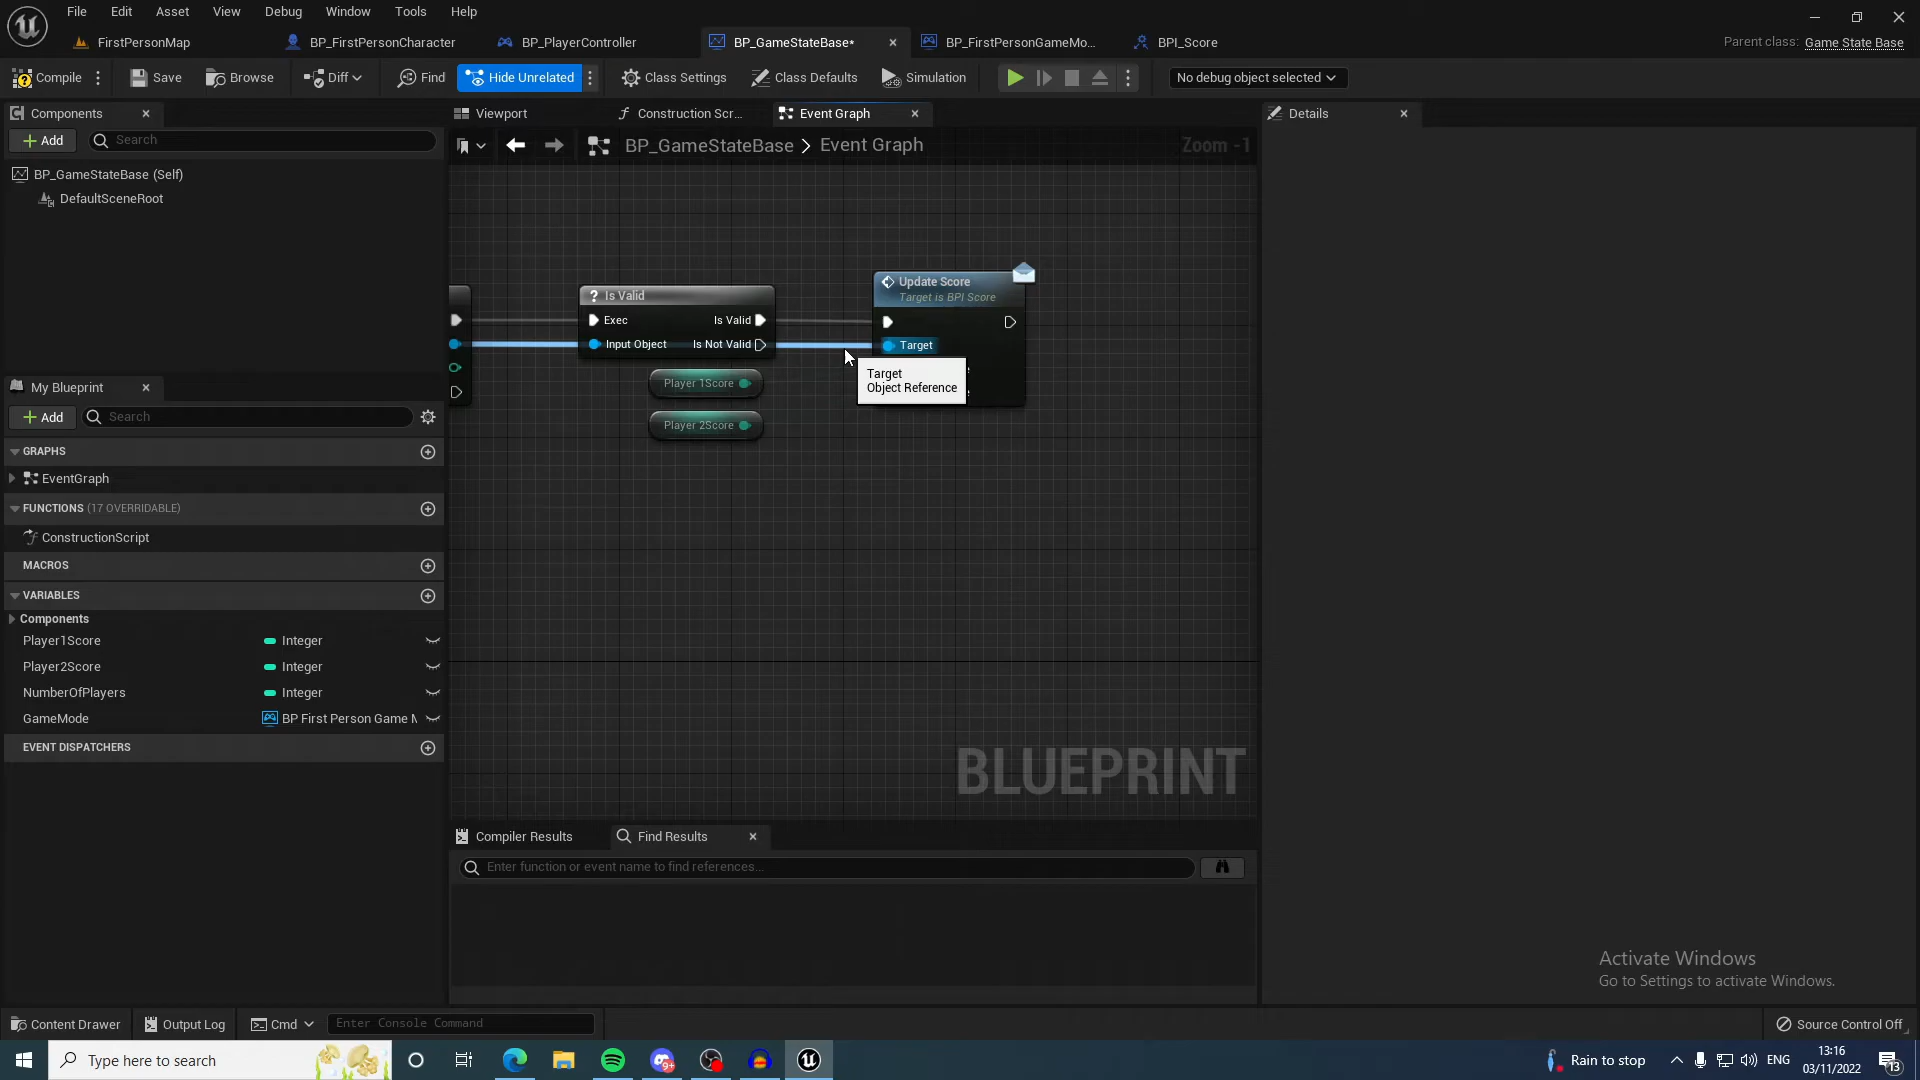 File Edit Asset View Debug Window Tools Help
FirstPersonMap BP_FirstPersonCharacter BP_PlayerController BP_GameStateBase* BP_FirstPersonGameMo... BPI_Score Parent class: Game State Base
Compile Save Browse Diff Find Hide Unrelated Class Settings Class Defaults Simulation No debug object selected
Components Viewport Construction Scr... Event Graph Details
Add Search
BP_GameStateBase > Event Graph Zoom -1
BP_GameStateBase (Self)
DefaultSceneRoot
Update Score
Target is BPI Score
Is Valid
Exec Is Valid
Input Object Is Not Valid Target
Target
Object Reference
Player 1Score
Player 2Score
My Blueprint
Add Search
GRAPHS
EventGraph
FUNCTIONS (17 OVERRIDABLE)
ConstructionScript
MACROS
VARIABLES
Components
Player1Score Integer
Player2Score Integer
NumberOfPlayers Integer
GameMode BP First Person Game M
EVENT DISPATCHERS
BLUEPRINT
Compiler Results Find Results
Enter function or event name to find references...
Activate Windows
Go to Settings to activate Windows.
Content Drawer Output Log Cmd Enter Console Command Source Control Off
Type here to search 9+ Rain to stop ENG 13:16
03/11/2022 13